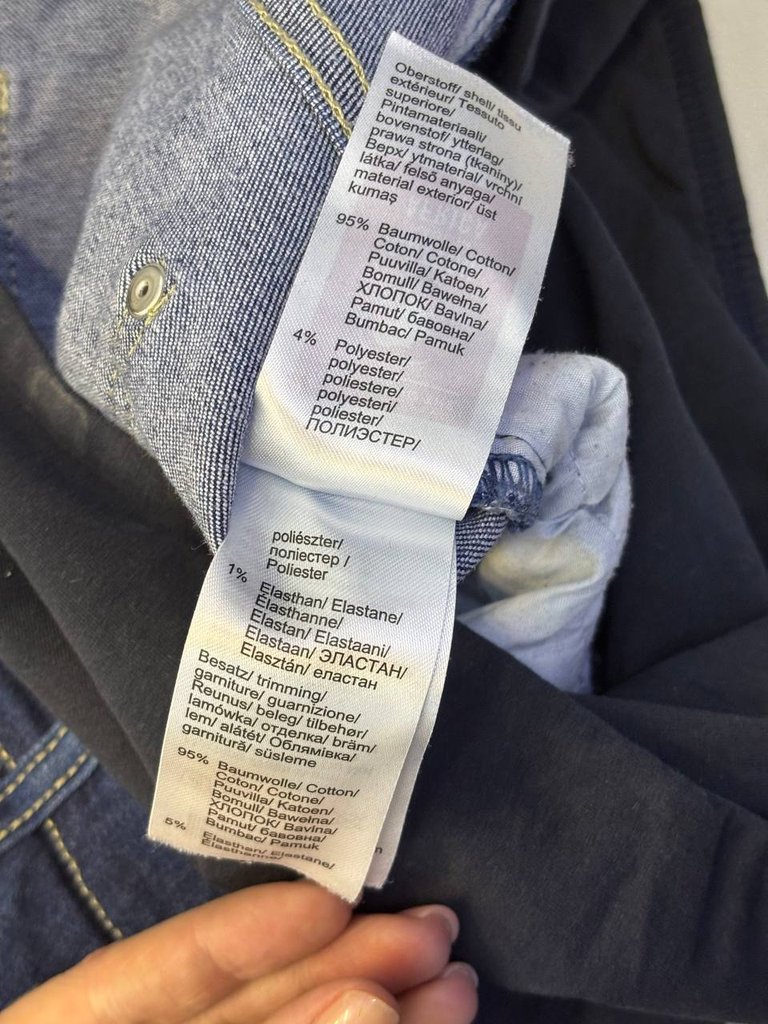 Oberstoff/ shell/ tissu
extérieur/ Tessuto
superiore/
Pintamateriaali/
bovenstof/ ytterlag/
prawa strona (tkaniny)/
Верх/ ytmaterial/ vrchní
látka/ felső anyaga/
material exterior/ üst
kumaş
95% Baumwolle/ Cotton/
Coton/ Cotone/
Puuvilla/ Katoen/
Bomull/ Bawełna/
ХЛОПОК/ Bavlna/
Pamut/ бавовна/
Bumbac/ Pamuk
4% Polyester/
polyester/
poliestere/
polyesteri/
poliester/
ПОЛИЭСТЕР/
poliészter/
поліестер /
Poliester
1% Elasthan/ Elastane/
Élasthanne/
Elastan/ Elastaani/
Elastaan/ ЭЛАСТАН/
Elasztán/ еластан
Besatz/ trimming/
garniture/ guarnizione/
Reunus/ beleg/ tilbehør/
lamówka/ отделка/ bräm/
lem/ alátét/ Облямівка/
garnitură/ süsleme
95% Baumwolle/ Cotton/
Coton/ Cotone/
Puuvilla/ Katoen/
Bomull/ Bawełna/
ХЛОПОК/ Bavlna/
Pamut/ бавовна/
Bumbac/ Pamuk
5% Elasthan/ Elastane/
Élasthanne/